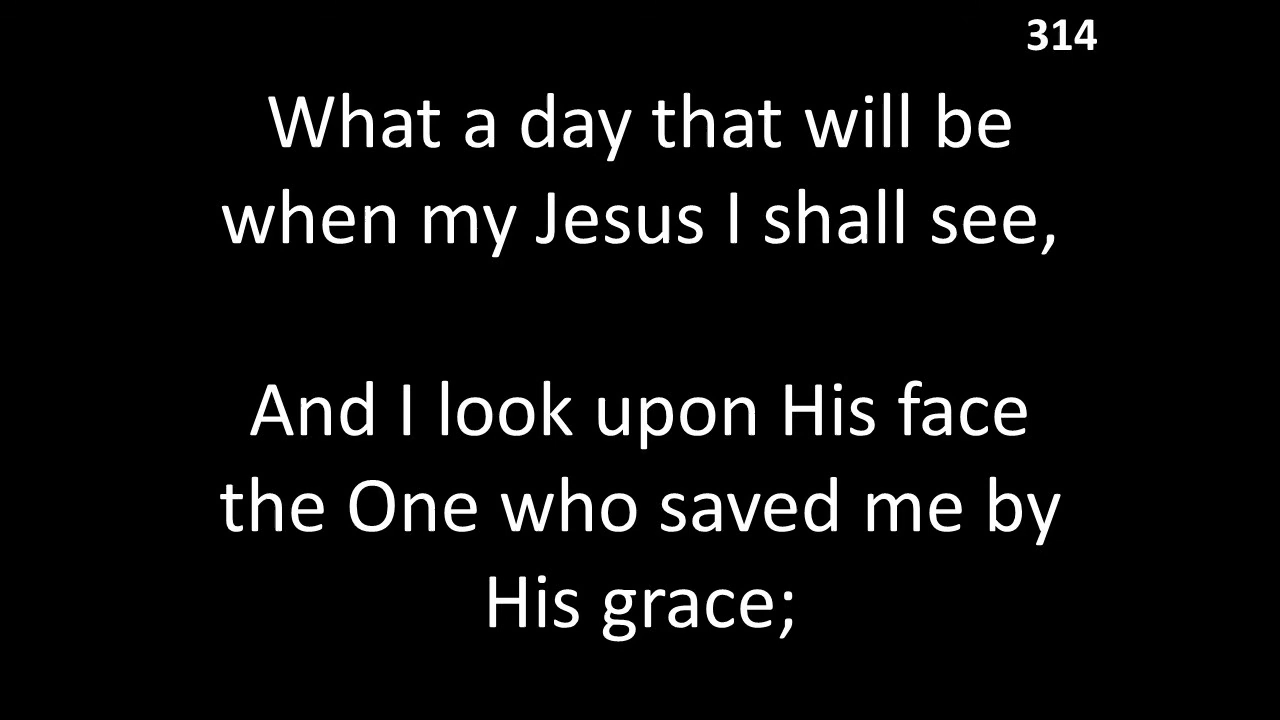 314
What a day that will be
when my Jesus I shall see,
And I look upon His face
the One who saved me by
His grace;